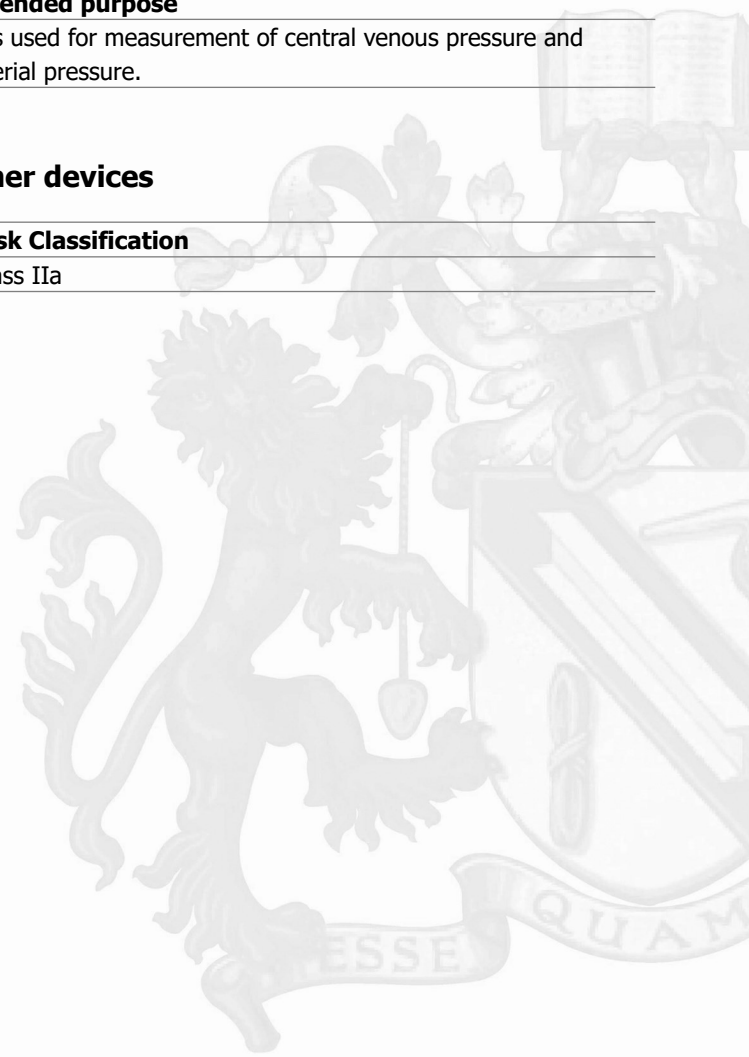 ended purpose
s used for measurement of central venous pressure and
erial pressure.
ner devices
sk Classification
ass IIa
ESSE QUAM